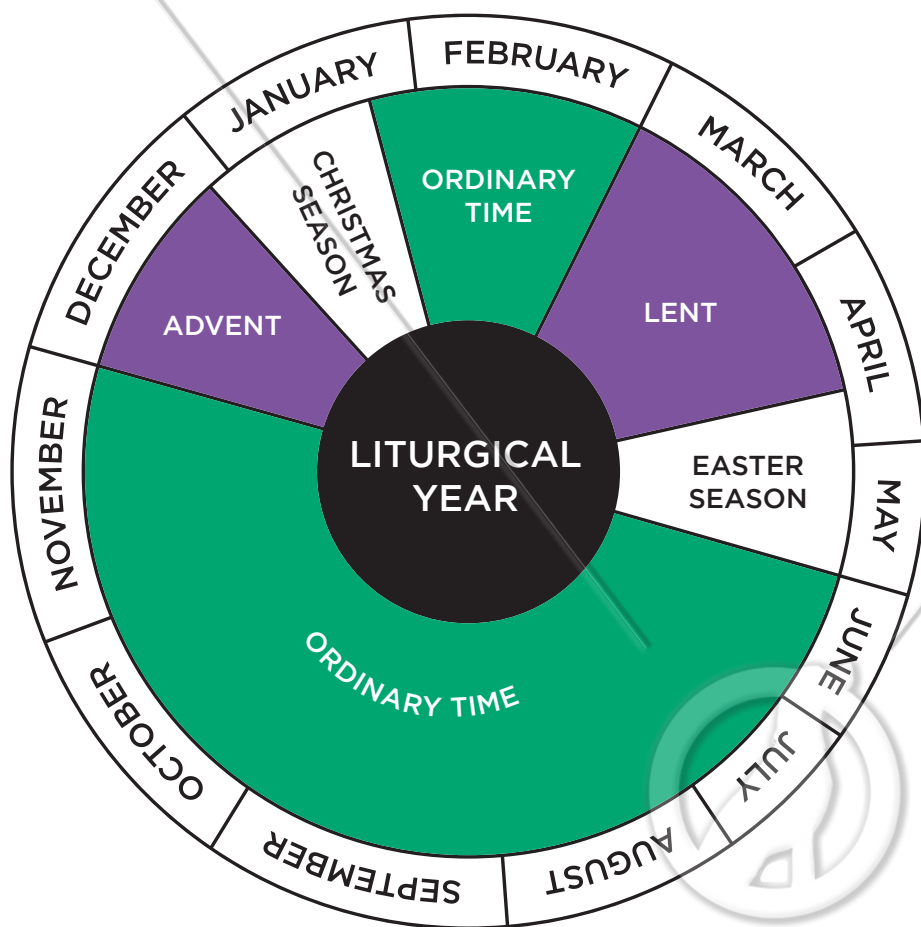 JANUARY
FEBRUARY
MARCH
APRIL
MAY
JUNE
JULY
AUGUST
SEPTEMBER
OCTOBER
NOVEMBER
DECEMBER
CHRISTMAS
SEASON
ORDINARY
TIME
LENT
EASTER
SEASON
ORDINARY TIME
ADVENT
LITURGICAL
YEAR